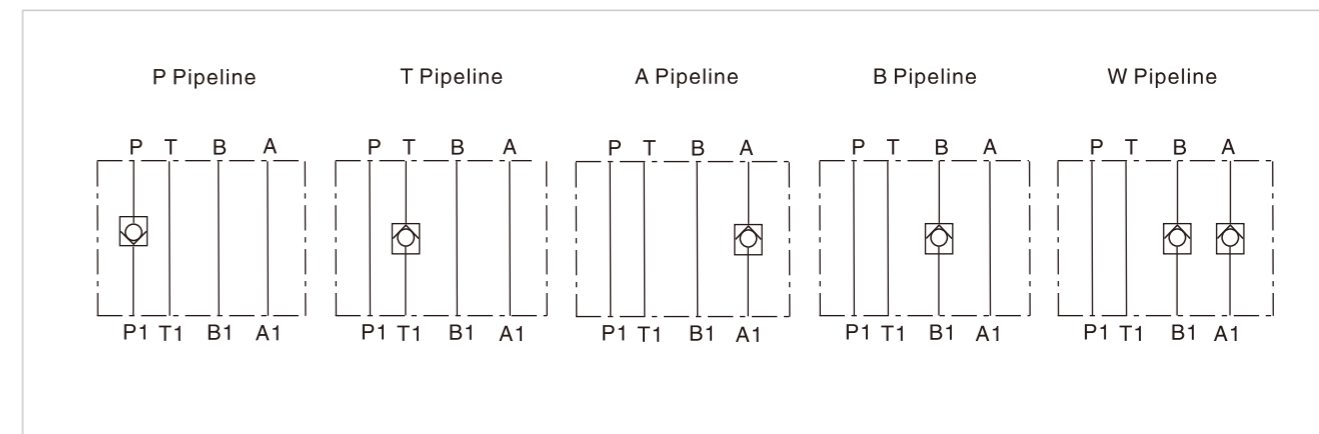 P Pipeline T Pipeline A Pipeline B Pipeline W Pipeline
P T B A P T B A P T B A P T B A P T B A
P1 T1 B1 A1 P1 T1 B1 A1 P1 T1 B1 A1 P1 T1 B1 A1 P1 T1 B1 A1